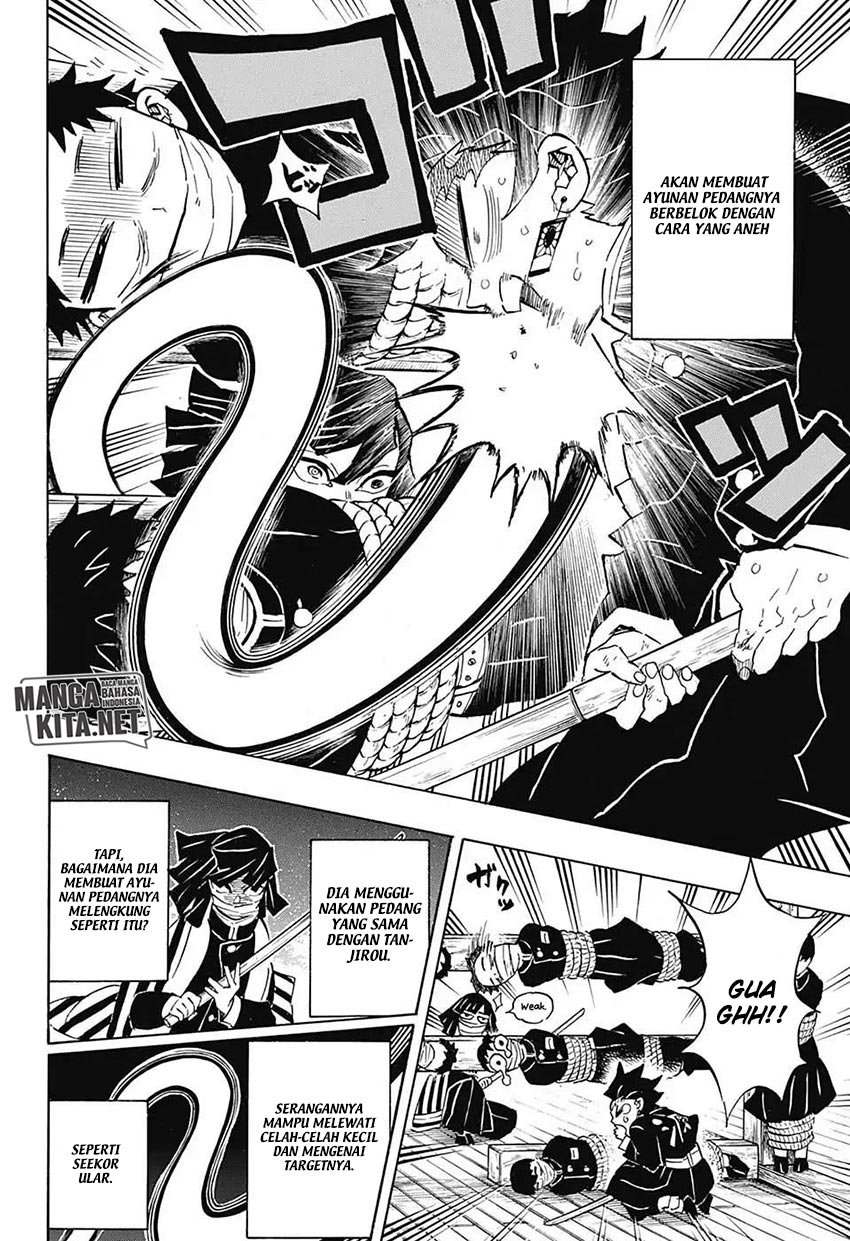 AKAN MEMBUAT
AYUNAN PEDANGNYA
BERBELOK DENGAN
CARA YANG ANEH
MANGA
KITA.NET
BACA MANGA
BAHASA
INDONESIA
GUA
GHH!!
Weak.
DIA MENGGU-
NAKAN PEDANG
YANG SAMA
DENGAN TAN-
JIROU.
TAPI,
BAGAIMANA DIA
MEMBUAT AYU-
NAN PEDANGNYA
MELENGKUNG
SEPERTI ITU?
SERANGANNYA
MAMPU MELEWATI
CELAH-CELAH KECIL
DAN MENGENAI
TARGETNYA.
SEPERTI
SEEKOR
ULAR.